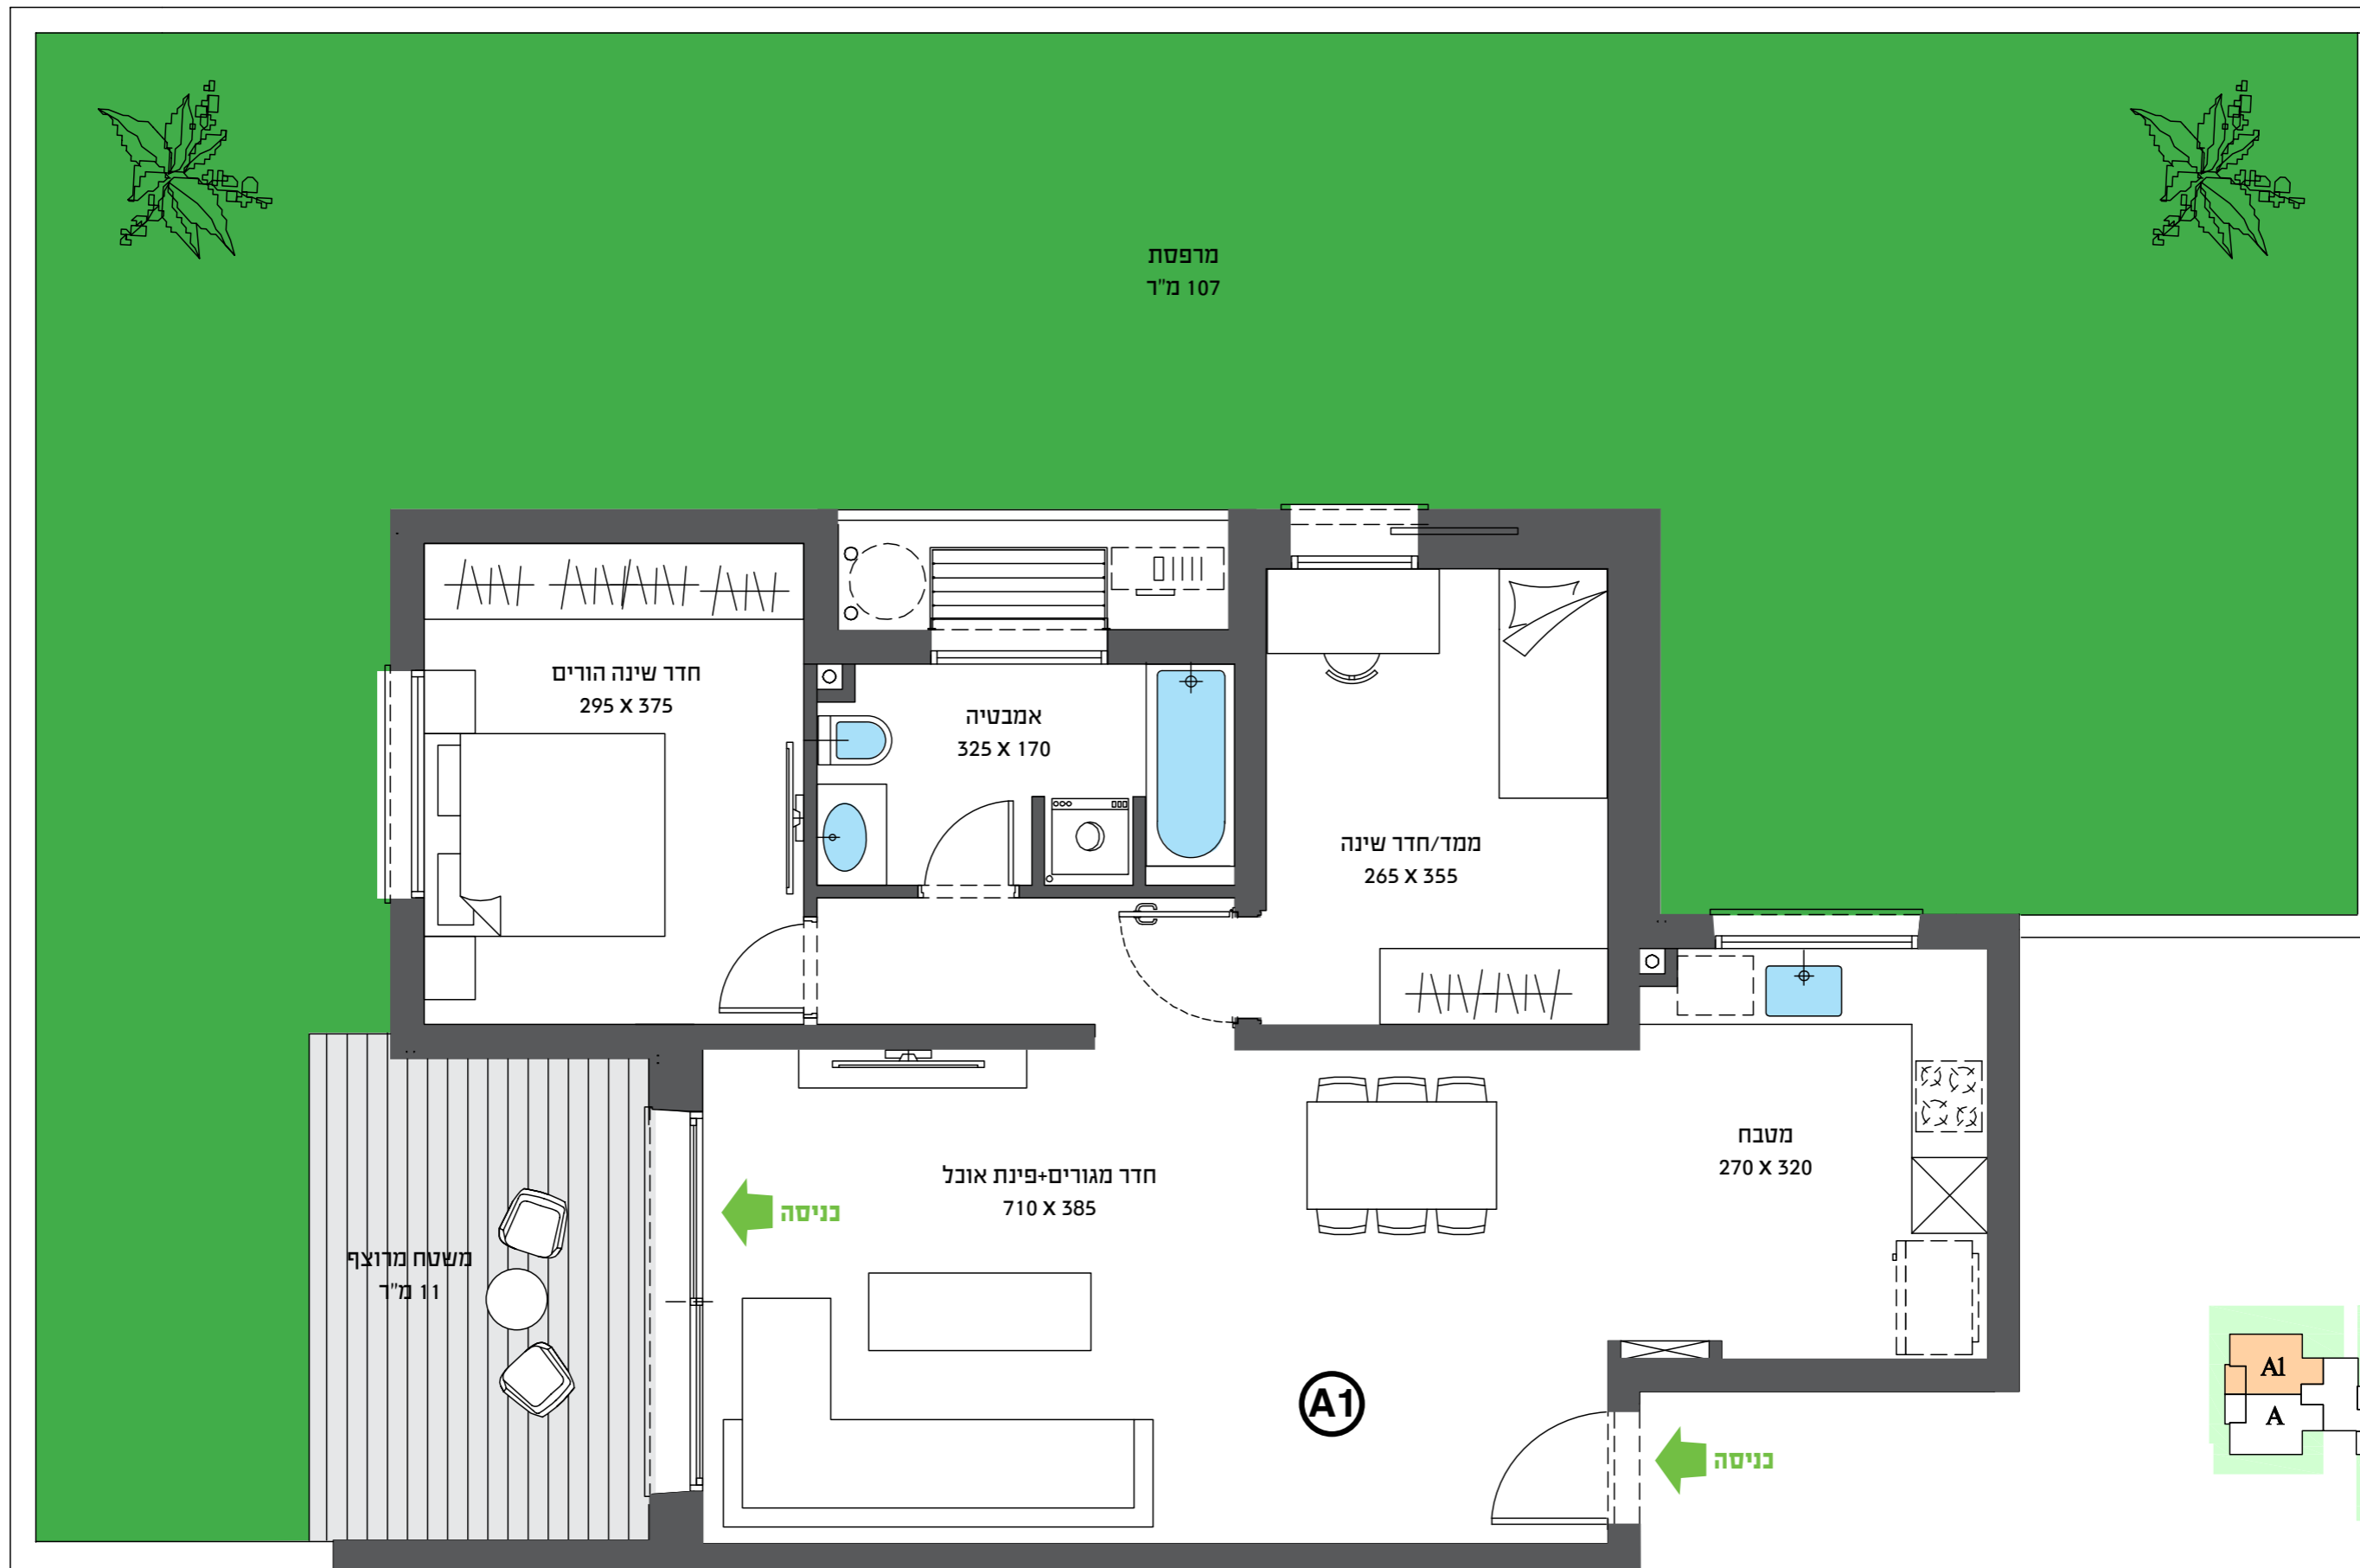 מרפסת
107 מ"ר
חדר שינה הורים
295 X 375
אמבטיה
325 X 170
ממד/חדר שינה
265 X 355
מטבח
270 X 320
חדר מגורים+פינת אוכל
710 X 385
כניסה
משטח מרוצף
11 מ"ר
A1
כניסה
A1
A